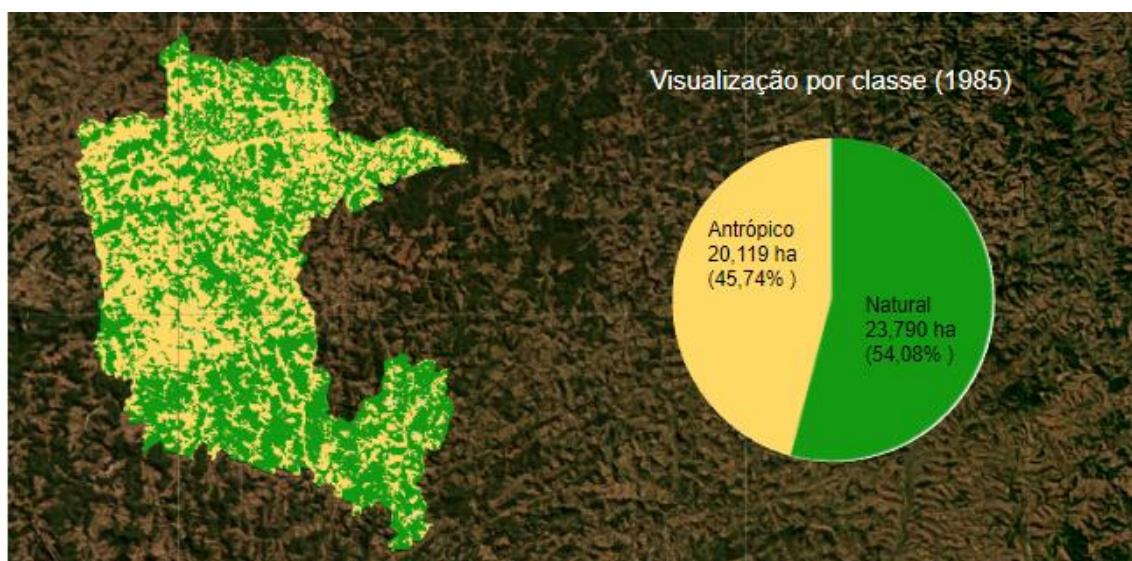 Visualização por classe (1985)
Antrópico
20,119 ha
(45,74% )
Natural
23,790 ha
(54,08% )